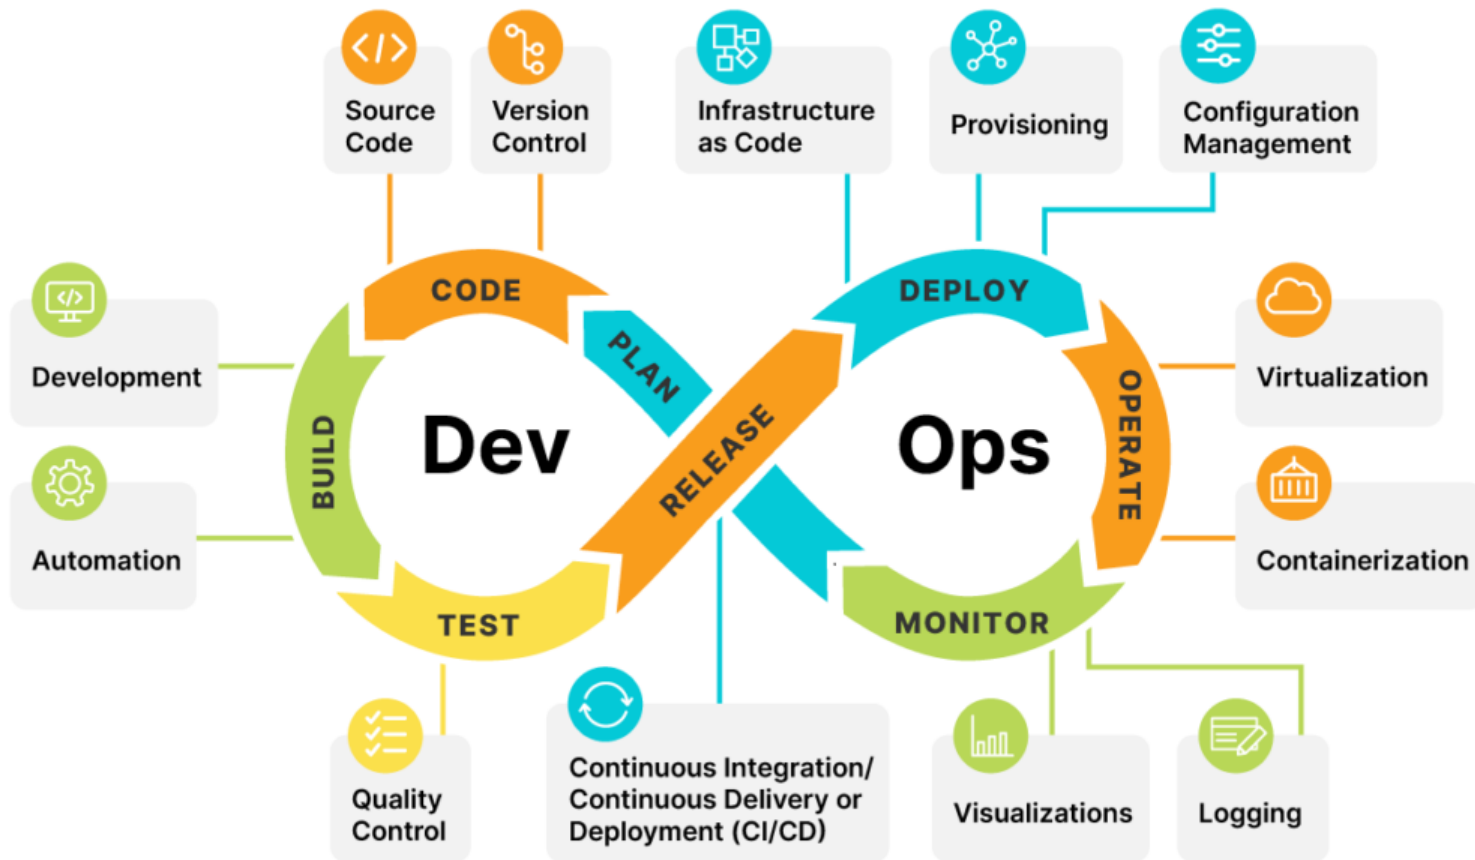 Source
Code
Version
Control
Infrastructure
as Code
Provisioning
Configuration
Management
CODE
DEPLOY
PLAN
Development
Virtualization
OPERATE
Dev
Ops
BUILD
RELEASE
Automation
Containerization
TEST
MONITOR
Quality
Control
Continuous Integration/
Continuous Delivery or
Deployment (CI/CD)
Visualizations
Logging